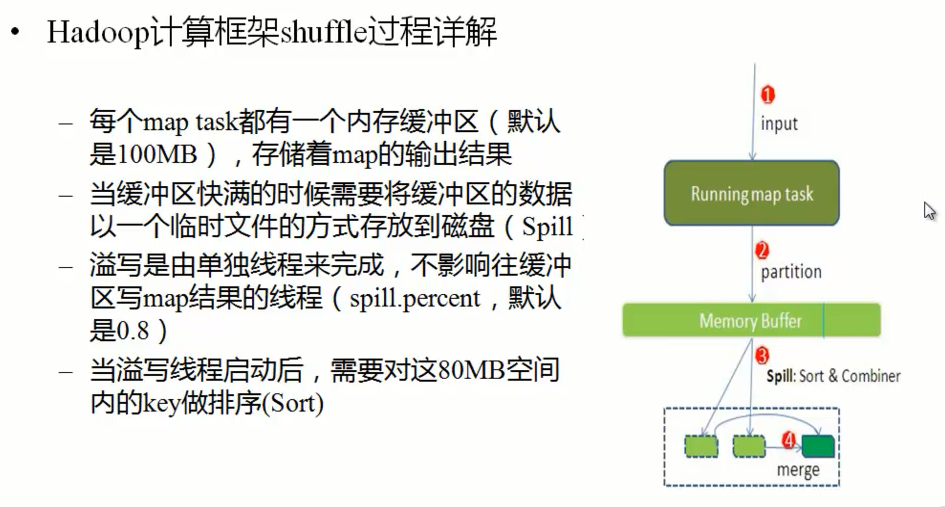 • Hadoop计算框架shuffle过程详解
– 每个map task都有一个内存缓冲区（默认
是100MB），存储着map的输出结果
– 当缓冲区快满的时候需要将缓冲区的数据
以一个临时文件的方式存放到磁盘（Spill
– 溢写是由单独线程来完成，不影响往缓冲
区写map结果的线程（spill.percent，默认
是0.8）
– 当溢写线程启动后，需要对这80MB空间
内的key做排序(Sort)
1
input
Running map task
2
partition
Memory Buffer
3
Spill: Sort & Combiner
4
merge